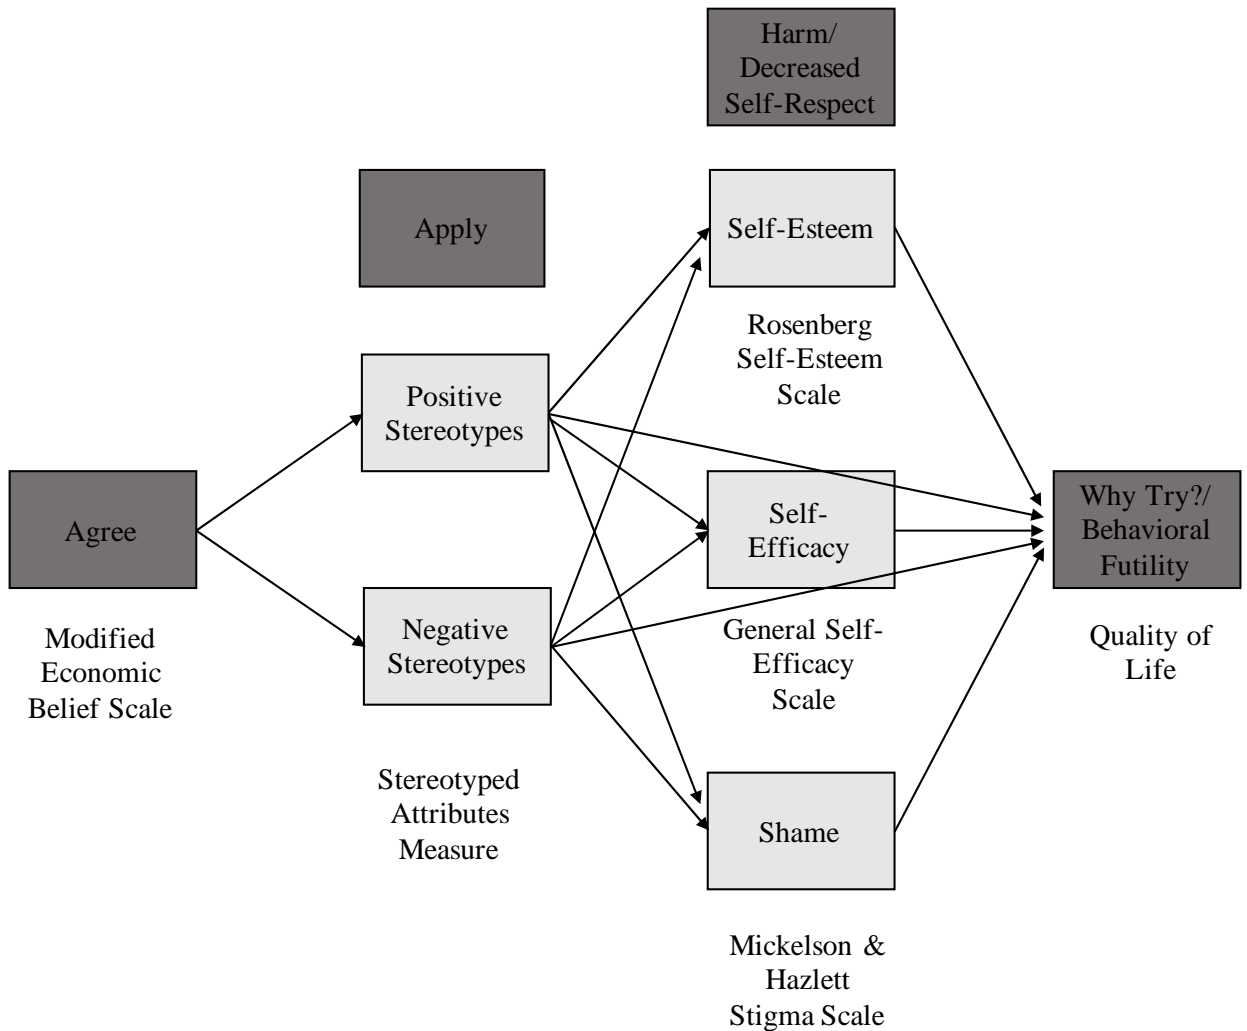 Harm/
Decreased
Self-Respect
Apply
Self-Esteem
Rosenberg
Self-Esteem
Scale
Positive
Stereotypes
Agree
Self-
Efficacy
Why Try?/
Behavioral
Futility
Modified
Economic
Belief Scale
Negative
Stereotypes
General Self-
Efficacy
Scale
Quality of
Life
Stereotyped
Attributes
Measure
Shame
Mickelson &
Hazlett
Stigma Scale